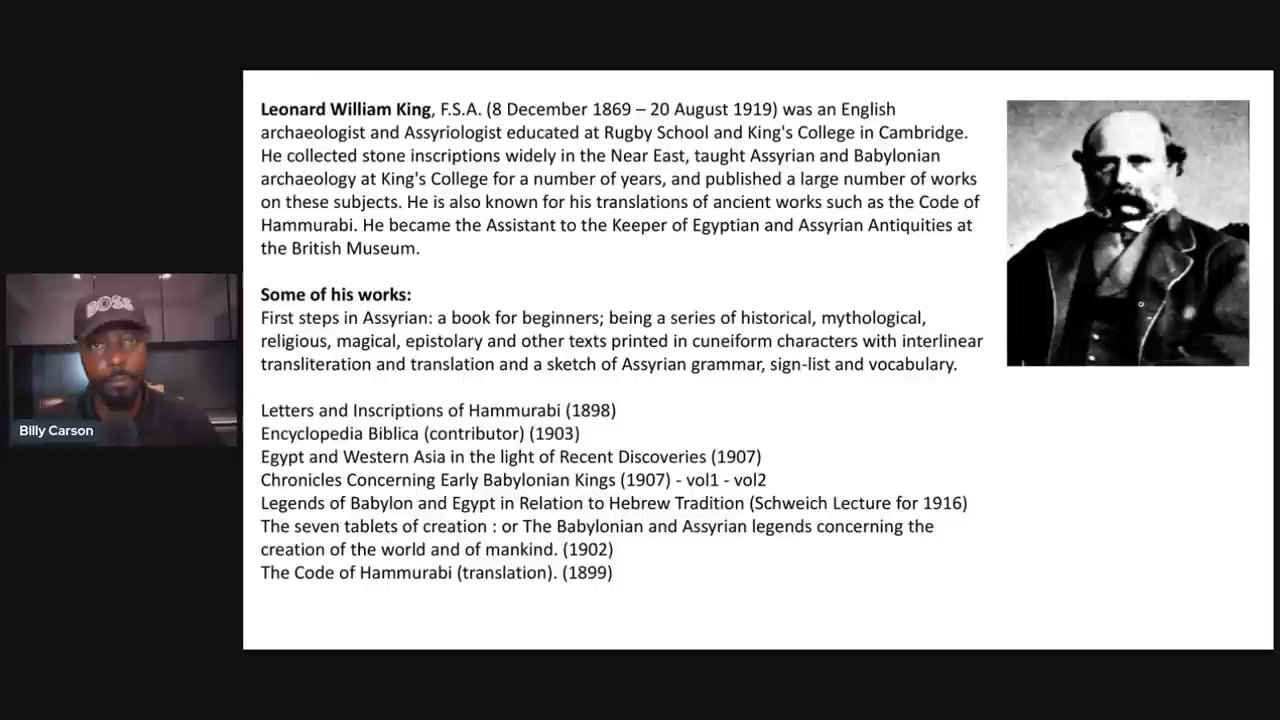 Leonard William King, F.S.A. (8 December 1869 – 20 August 1919) was an English
archaeologist and Assyriologist educated at Rugby School and King's College in Cambridge.
He collected stone inscriptions widely in the Near East, taught Assyrian and Babylonian
archaeology at King's College for a number of years, and published a large number of works
on these subjects. He is also known for his translations of ancient works such as the Code of
Hammurabi. He became the Assistant to the Keeper of Egyptian and Assyrian Antiquities at
the British Museum.
Some of his works:
First steps in Assyrian: a book for beginners; being a series of historical, mythological,
religious, magical, epistolary and other texts printed in cuneiform characters with interlinear
transliteration and translation and a sketch of Assyrian grammar, sign-list and vocabulary.
Letters and Inscriptions of Hammurabi (1898)
Encyclopedia Biblica (contributor) (1903)
Egypt and Western Asia in the light of Recent Discoveries (1907)
Chronicles Concerning Early Babylonian Kings (1907) - vol1 - vol2
Legends of Babylon and Egypt in Relation to Hebrew Tradition (Schweich Lecture for 1916)
The seven tablets of creation : or The Babylonian and Assyrian legends concerning the
creation of the world and of mankind. (1902)
The Code of Hammurabi (translation). (1899)
BOSS
Billy Carson